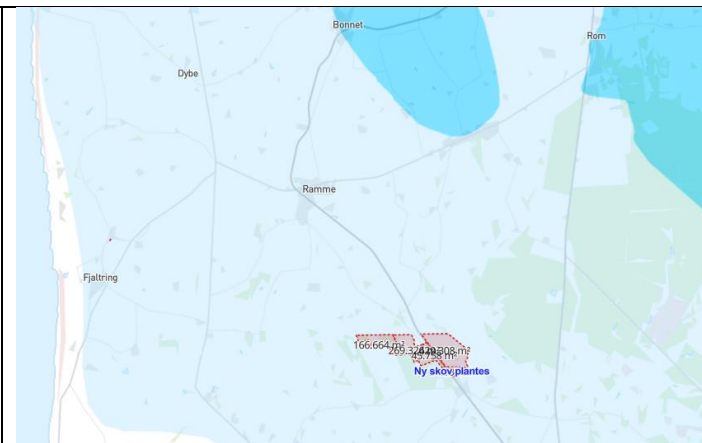 Bonnet
Rom
Dybe
Ramme
Fjaltring
166.664 m²
Ny skov plantes